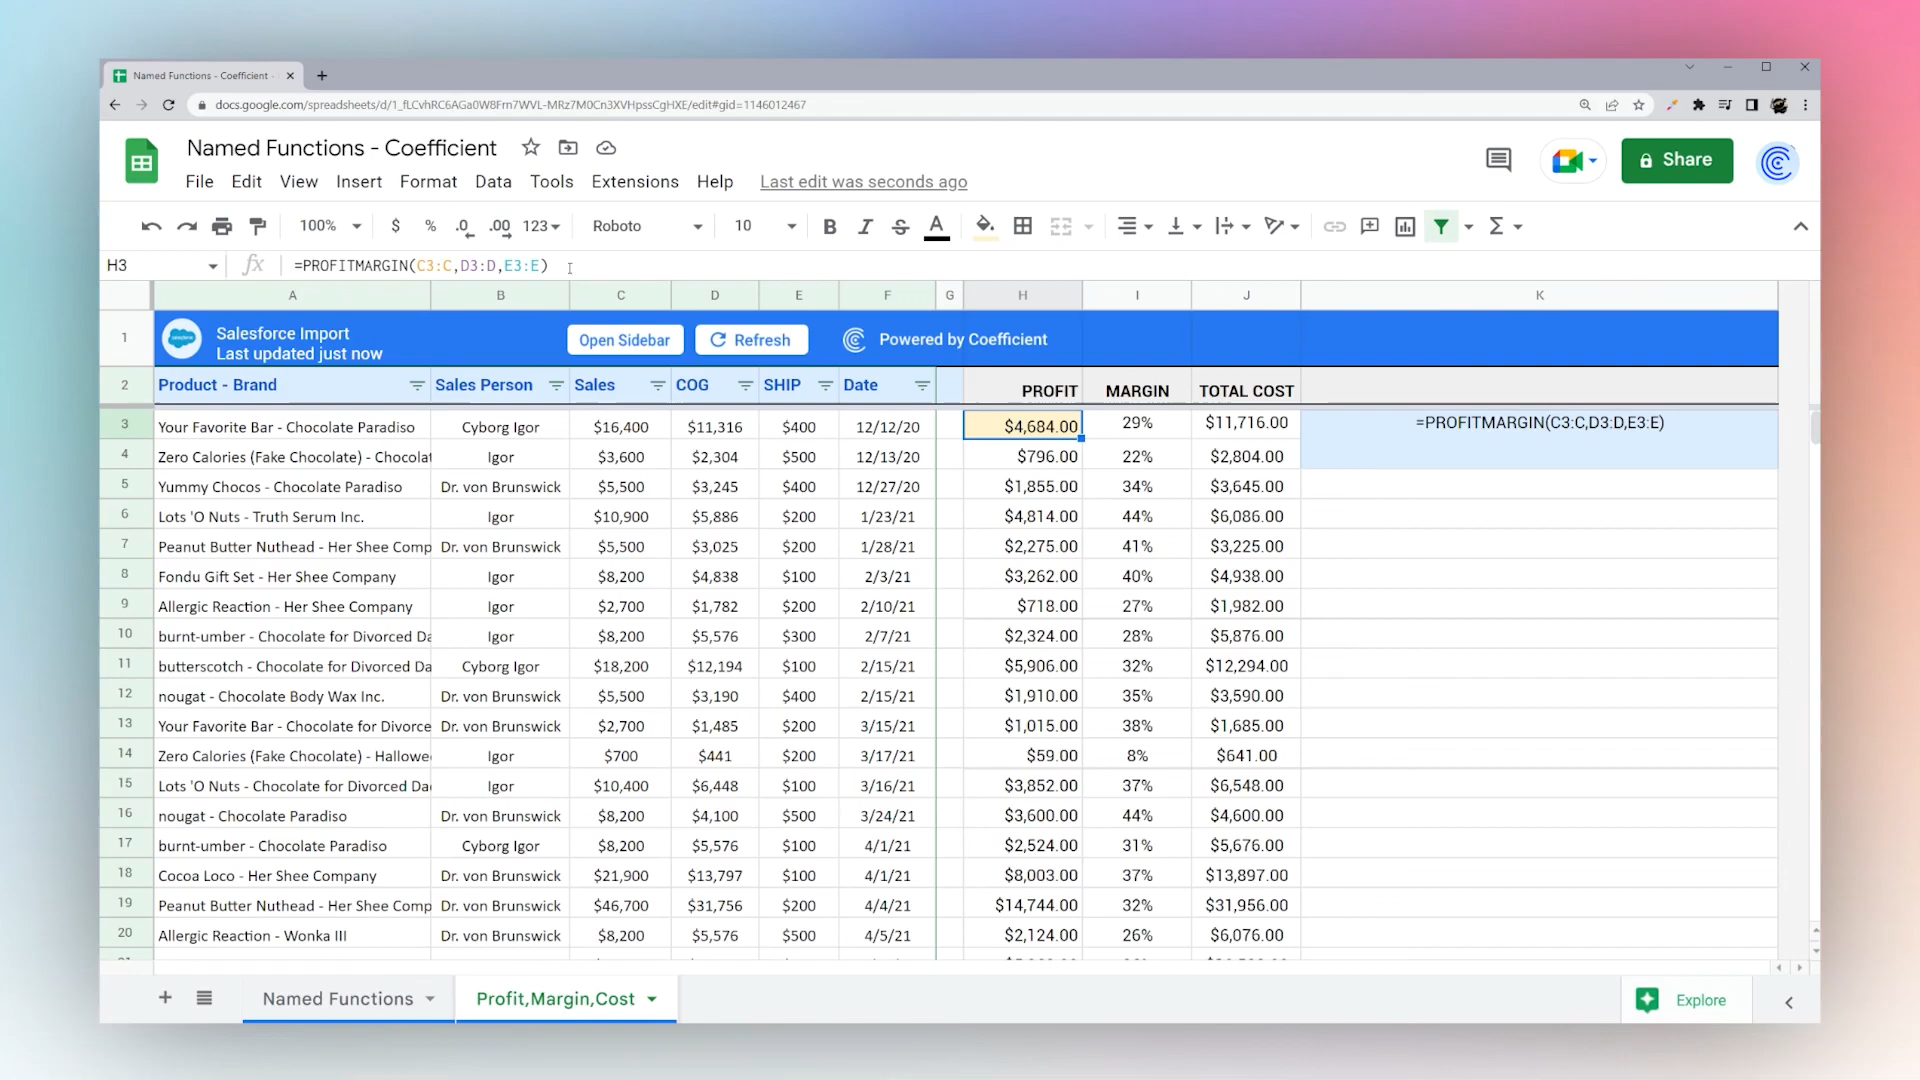 Named Functions - Coefficient -
docs.google.com/spreadsheets/d/1_fLCvhRC6AGa0W8Frn7WVL-MRz7M0Cn3XVHpssCgHXE/edit#gid=1146012467
Named Functions - Coefficient
File Edit View Insert Format Data Tools Extensions Help Last edit was seconds ago
Share
100% $ % .0 .00 123 Roboto 10 B I S A
H3 fx =PROFITMARGIN(C3:C,D3:D,E3:E)
A B C D E F G H I J K
1 Salesforce Import Open Sidebar Refresh Powered by Coefficient
Last updated just now
2 Product - Brand Sales Person Sales COG SHIP Date PROFIT MARGIN TOTAL COST
3 Your Favorite Bar - Chocolate Paradiso Cyborg Igor $16,400 $11,316 $400 12/12/20 $4,684.00 29% $11,716.00 =PROFITMARGIN(C3:C,D3:D,E3:E)
4 Zero Calories (Fake Chocolate) - Chocolat Igor $3,600 $2,304 $500 12/13/20 $796.00 22% $2,804.00
5 Yummy Chocos - Chocolate Paradiso Dr. von Brunswick $5,500 $3,245 $400 12/27/20 $1,855.00 34% $3,645.00
6 Lots 'O Nuts - Truth Serum Inc. Igor $10,900 $5,886 $200 1/23/21 $4,814.00 44% $6,086.00
7 Peanut Butter Nuthead - Her Shee Comp Dr. von Brunswick $5,500 $3,025 $200 1/28/21 $2,275.00 41% $3,225.00
8 Fondu Gift Set - Her Shee Company Igor $8,200 $4,838 $100 2/3/21 $3,262.00 40% $4,938.00
9 Allergic Reaction - Her Shee Company Igor $2,700 $1,782 $200 2/10/21 $718.00 27% $1,982.00
10 burnt-umber - Chocolate for Divorced Da Igor $8,200 $5,576 $300 2/7/21 $2,324.00 28% $5,876.00
11 butterscotch - Chocolate for Divorced Da Cyborg Igor $18,200 $12,194 $100 2/15/21 $5,906.00 32% $12,294.00
12 nougat - Chocolate Body Wax Inc. Dr. von Brunswick $5,500 $3,190 $400 2/15/21 $1,910.00 35% $3,590.00
13 Your Favorite Bar - Chocolate for Divorce Dr. von Brunswick $2,700 $1,485 $200 3/15/21 $1,015.00 38% $1,685.00
14 Zero Calories (Fake Chocolate) - Hallowe Igor $700 $441 $200 3/17/21 $59.00 8% $641.00
15 Lots 'O Nuts - Chocolate for Divorced Da Igor $10,400 $6,448 $100 3/16/21 $3,852.00 37% $6,548.00
16 nougat - Chocolate Paradiso Dr. von Brunswick $8,200 $4,100 $500 3/24/21 $3,600.00 44% $4,600.00
17 burnt-umber - Chocolate Paradiso Cyborg Igor $8,200 $5,576 $100 4/1/21 $2,524.00 31% $5,676.00
18 Cocoa Loco - Her Shee Company Dr. von Brunswick $21,900 $13,797 $100 4/1/21 $8,003.00 37% $13,897.00
19 Peanut Butter Nuthead - Her Shee Comp Dr. von Brunswick $46,700 $31,756 $200 4/4/21 $14,744.00 32% $31,956.00
20 Allergic Reaction - Wonka III Dr. von Brunswick $8,200 $5,576 $500 4/5/21 $2,124.00 26% $6,076.00
Named Functions Profit,Margin,Cost Explore